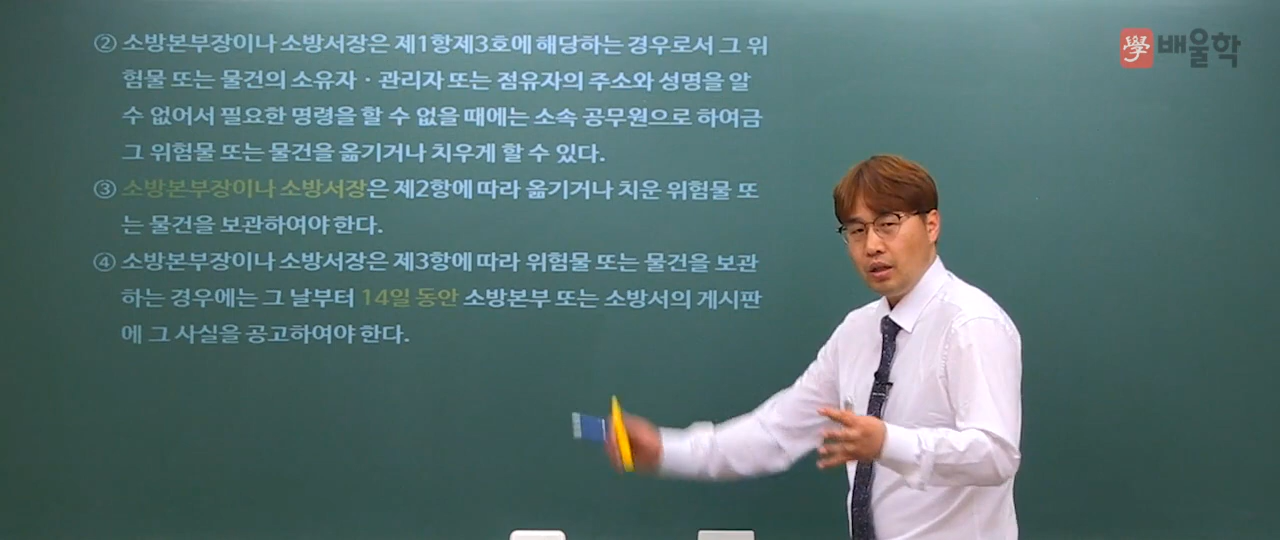 ② 소방본부장이나 소방서장은 제1항제3호에 해당하는 경우로서 그 위
험물 또는 물건의 소유자·관리자 또는 점유자의 주소와 성명을 알
수 없어서 필요한 명령을 할 수 없을 때에는 소속 공무원으로 하여금
그 위험물 또는 물건을 옮기거나 치우게 할 수 있다.
③ 소방본부장이나 소방서장은 제2항에 따라 옮기거나 치운 위험물 또
는 물건을 보관하여야 한다.
④ 소방본부장이나 소방서장은 제3항에 따라 위험물 또는 물건을 보관
하는 경우에는 그 날부터 14일 동안 소방본부 또는 소방서의 게시판
에 그 사실을 공고하여야 한다.
學 배울학